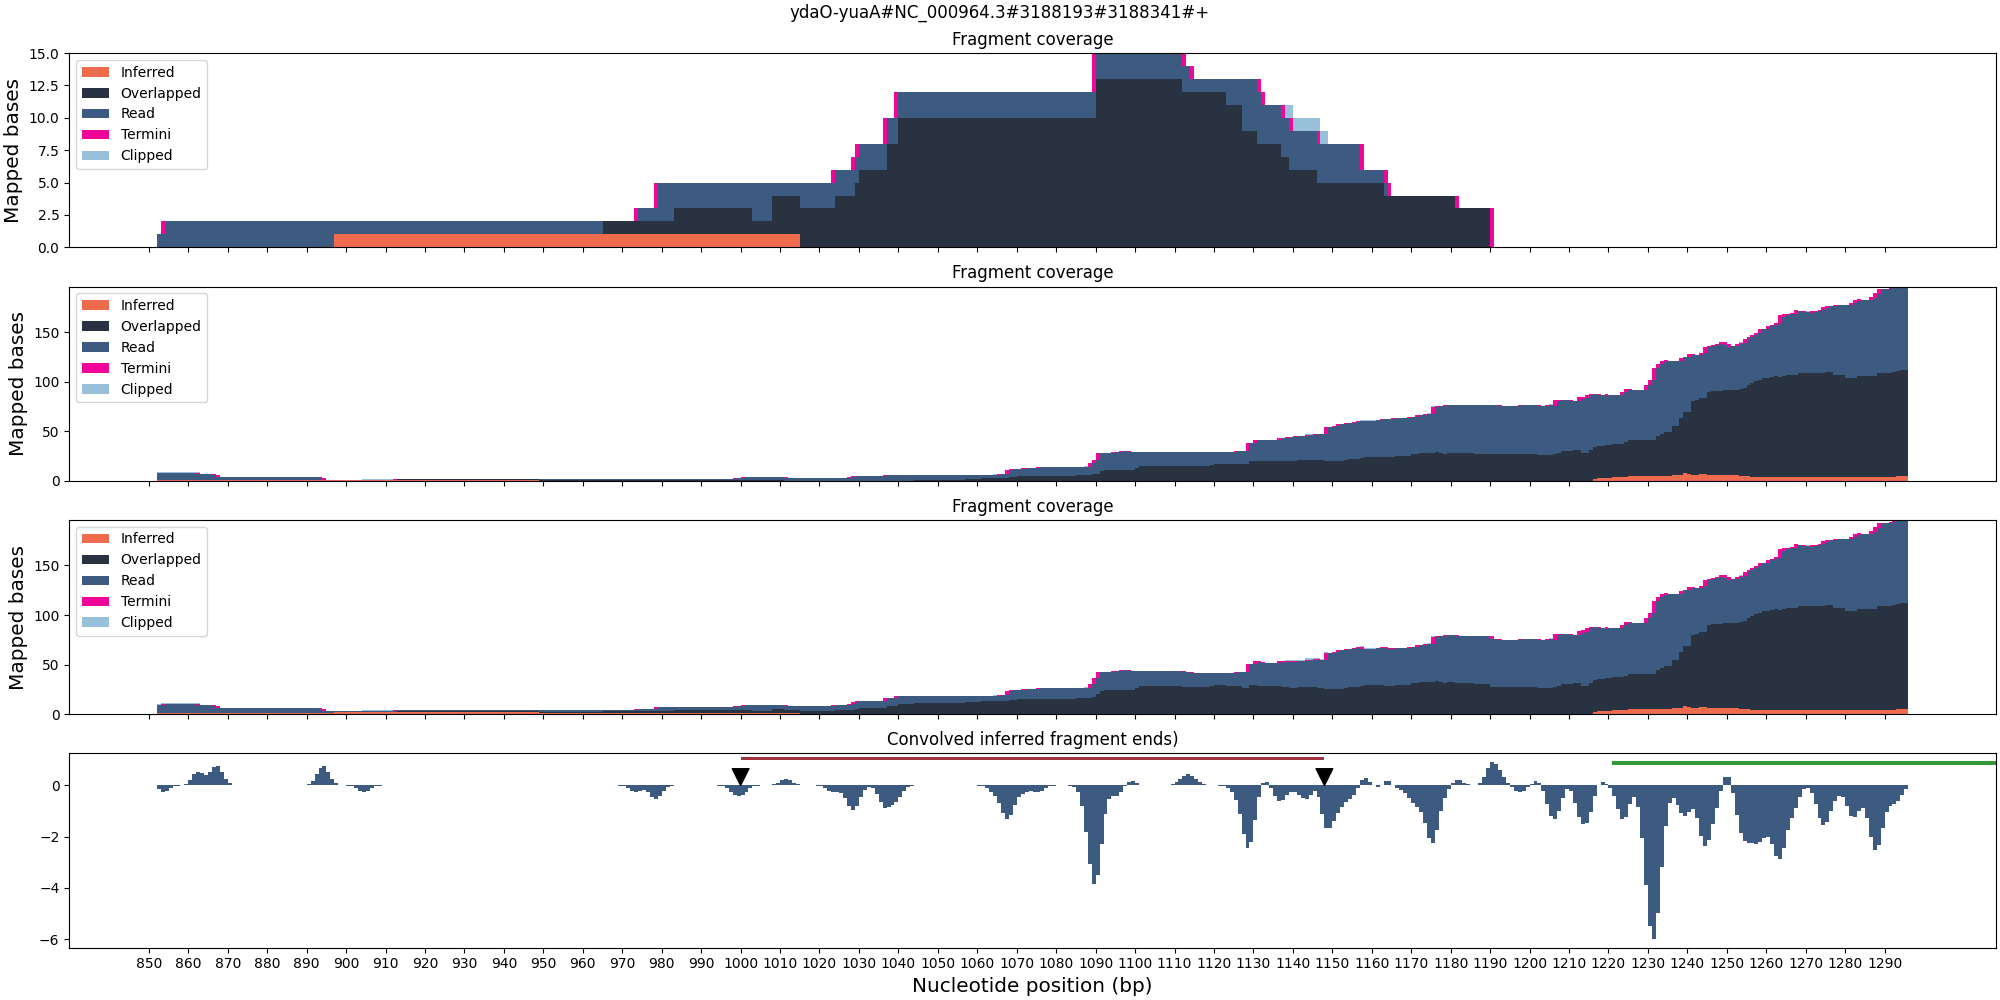 ydaO-yuaA#NC_000964.3#3188193#3188341#+
Fragment coverage
Mapped bases
15.0
12.5
10.0
7.5
5.0
2.5
0.0
Inferred
Overlapped
Read
Termini
Clipped
Fragment coverage
Mapped bases
150
100
50
0
Inferred
Overlapped
Read
Termini
Clipped
Fragment coverage
Mapped bases
150
100
50
0
Inferred
Overlapped
Read
Termini
Clipped
Convolved inferred fragment ends)
0
−2
−4
−6
850 860 870 880 890 900 910 920 930 940 950 960 970 980 990 1000 1010 1020 1030 1040 1050 1060 1070 1080 1090 1100 1110 1120 1130 1140 1150 1160 1170 1180 1190 1200 1210 1220 1230 1240 1250 1260 1270 1280 1290
Nucleotide position (bp)